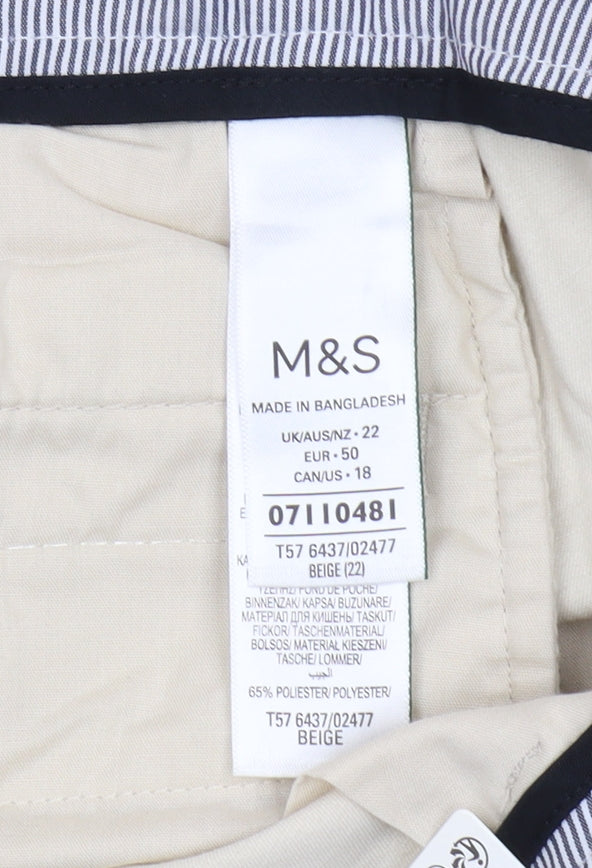 M&S
MADE IN BANGLADESH
UK/AUS/NZ • 22
EUR • 50
CAN/US • 18
07110481
T57 6437/02477
BEIGE (22)
FOND DE POCHE/
BINNENZAK/ KAPSA/ BUZUNARE/
МАТЕРІАЛ ДЛЯ КИШЕНЬ/ TASKUT/
FICKOR/ TASCHENMATERIAL/
BOLSOS/ MATERIAŁ KIESZENI/
TASCHE/ LOMMER/
الجيب
65% POLIESTER/ POLYESTER/
T57 6437/02477
BEIGE